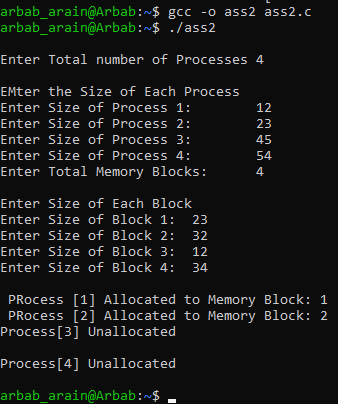 arbab_arain@Arbab:~$ gcc -o ass2 ass2.c
arbab_arain@Arbab:~$ ./ass2
Enter Total number of Processes 4
EMter the Size of Each Process
Enter Size of Process 1: 12
Enter Size of Process 2: 23
Enter Size of Process 3: 45
Enter Size of Process 4: 54
Enter Total Memory Blocks: 4
Enter Size of Each Block
Enter Size of Block 1: 23
Enter Size of Block 2: 32
Enter Size of Block 3: 12
Enter Size of Block 4: 34
PRocess [1] Allocated to Memory Block: 1
PRocess [2] Allocated to Memory Block: 2
Process[3] Unallocated
Process[4] Unallocated
arbab_arain@Arbab:~$